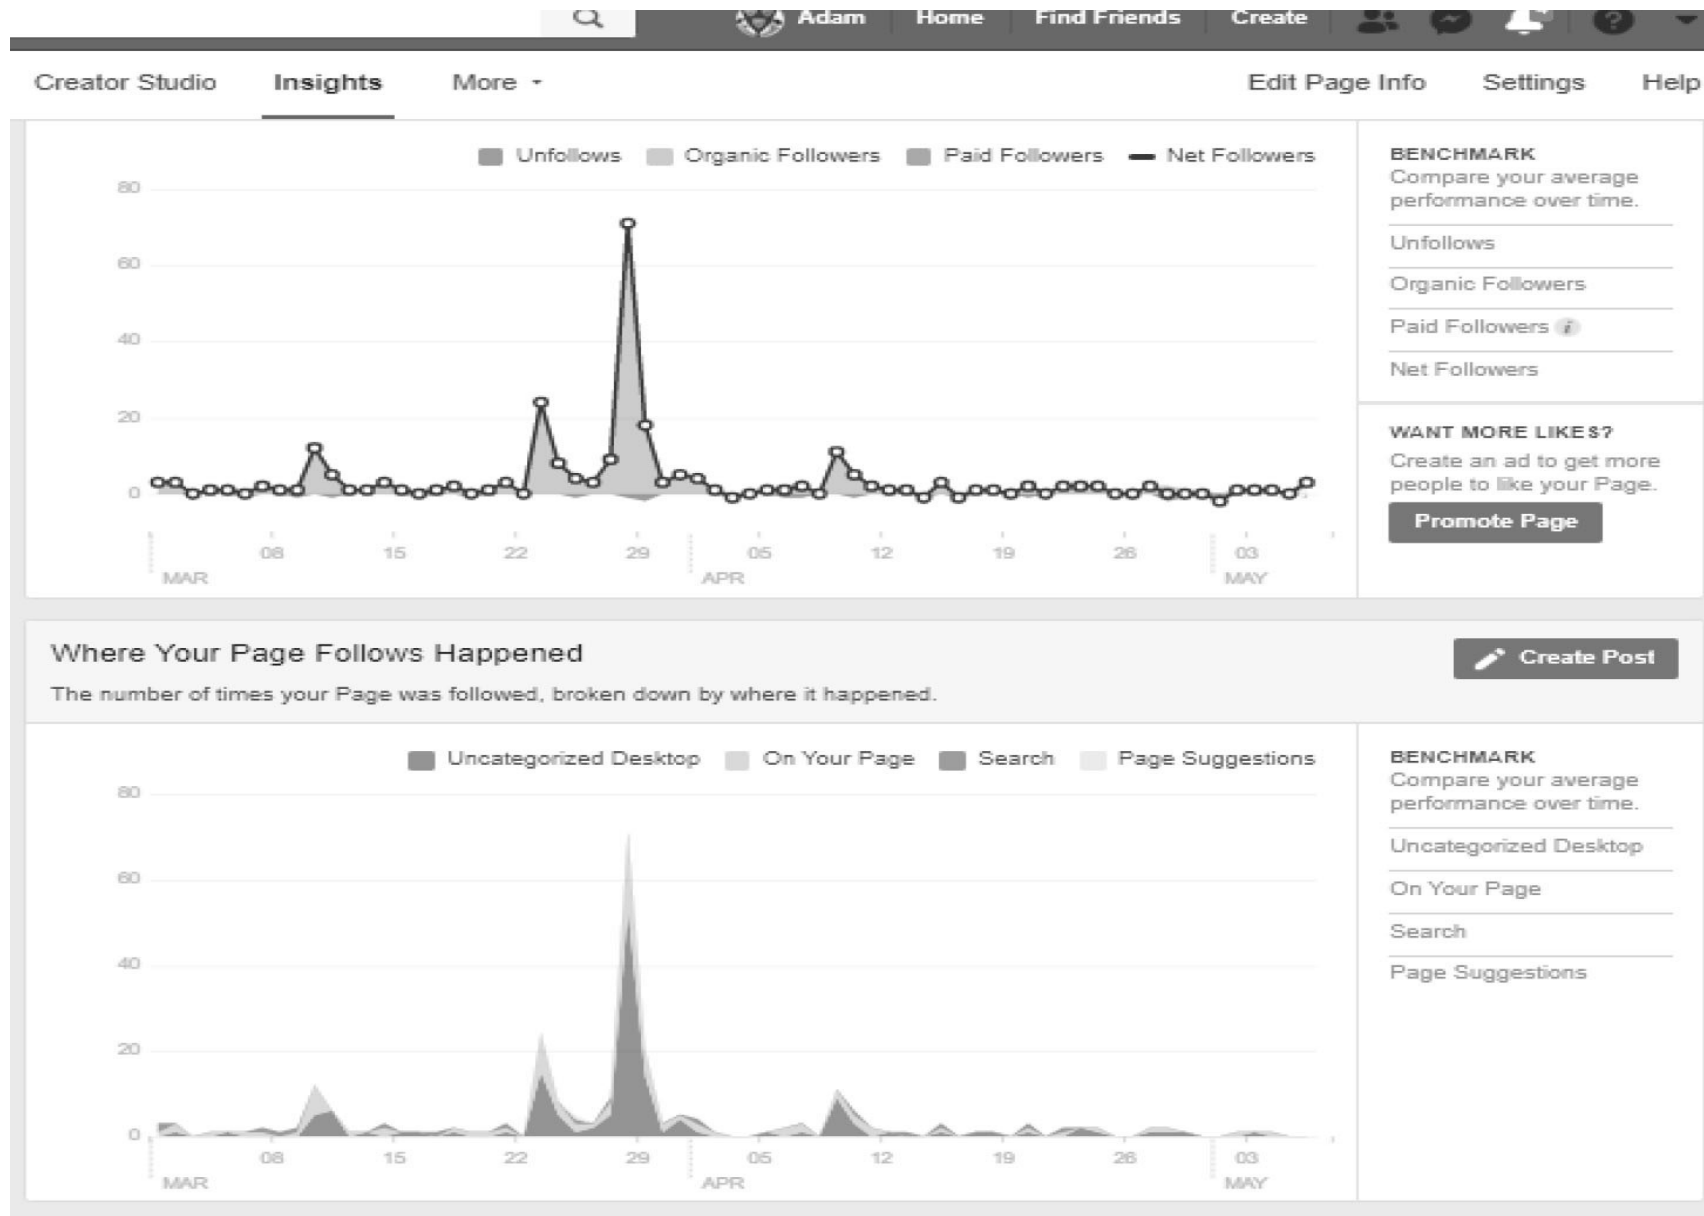 Adam Home Find Friends Create
Creator Studio Insights More Edit Page Info Settings Help
Unfollows Organic Followers Paid Followers Net Followers
80
60
40
20
0
08 15 22 29 05 12 19 26 03
MAR APR MAY
BENCHMARK
Compare your average
performance over time.
Unfollows
Organic Followers
Paid Followers i
Net Followers
WANT MORE LIKES?
Create an ad to get more
people to like your Page.
Promote Page
Where Your Page Follows Happened
Create Post
The number of times your Page was followed, broken down by where it happened.
Uncategorized Desktop On Your Page Search Page Suggestions
80
60
40
20
0
08 15 22 29 05 12 19 26 03
MAR APR MAY
BENCHMARK
Compare your average
performance over time.
Uncategorized Desktop
On Your Page
Search
Page Suggestions